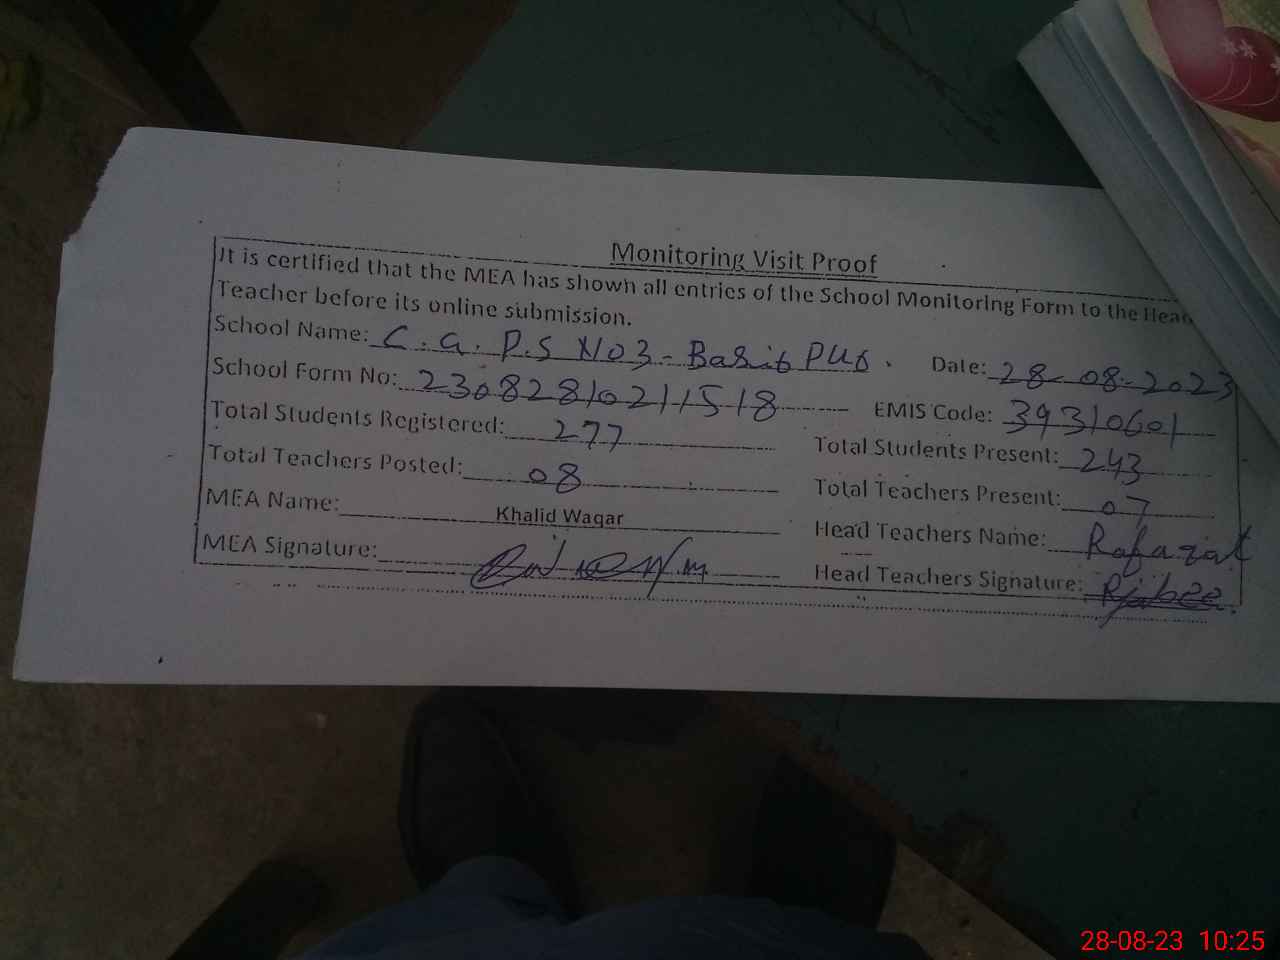 Monitoring Visit Proof
It is certified that the MEA has shown all entries of the School Monitoring Form to the Head
Teacher before its online submission.
School Name: C.G.P.S No3-Basit Pur. Date: 28-08-2023
School Form No: 23082810211518 EMIS Code: 39310601
Total Students Registered: 277 Total Students Present: 243
Total Teachers Posted: 08 Total Teachers Present: 07
MEA Name: Khalid Waqar Head Teachers Name: Rafaqat
MEA Signature: Head Teachers Signature:
28-08-23 10:25